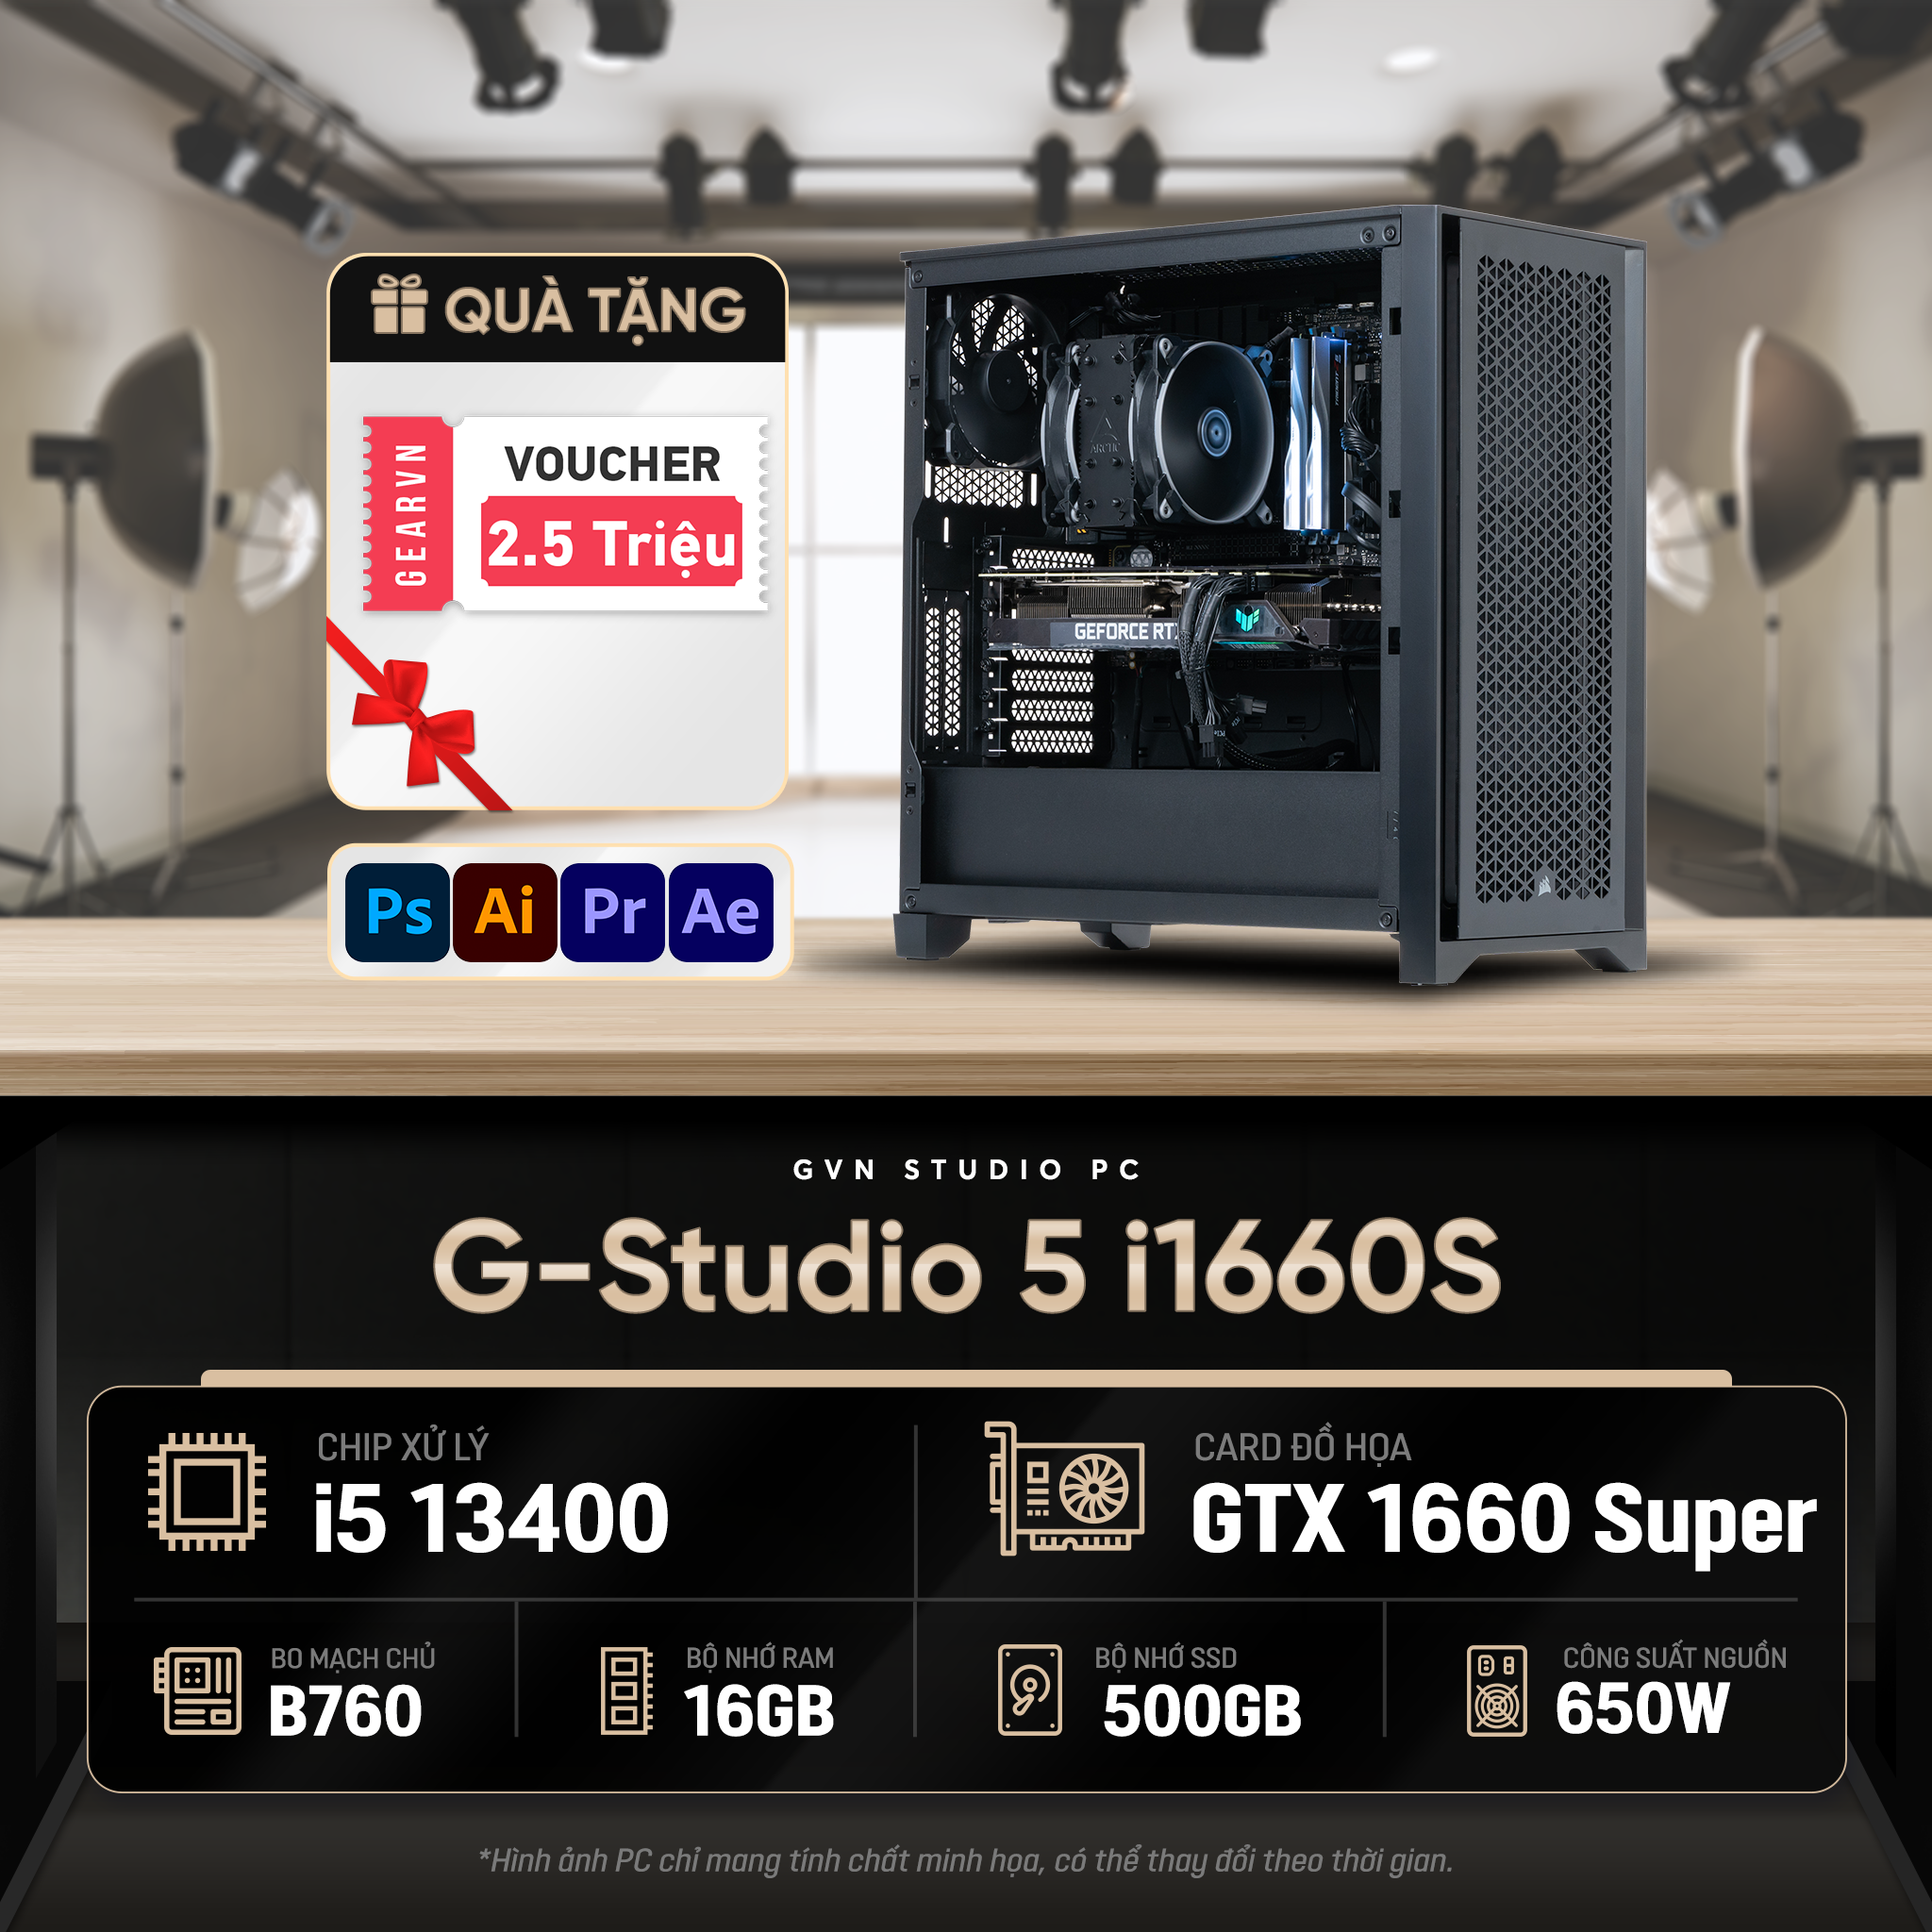 QUÀ TẶNG
GEARVN
VOUCHER
2.5 Triệu
ARCTIC
GEFORCE RTX
Ps Ai Pr Ae
GVN STUDIO PC
G-Studio 5 i1660S
CHIP XỬ LÝ
i5 13400
CARD ĐỒ HỌA
GTX 1660 Super
BO MẠCH CHỦ
B760
BỘ NHỚ RAM
16GB
BỘ NHỚ SSD
500GB
CÔNG SUẤT NGUỒN
650W
*Hình ảnh PC chỉ mang tính chất minh họa, có thể thay đổi theo thời gian.